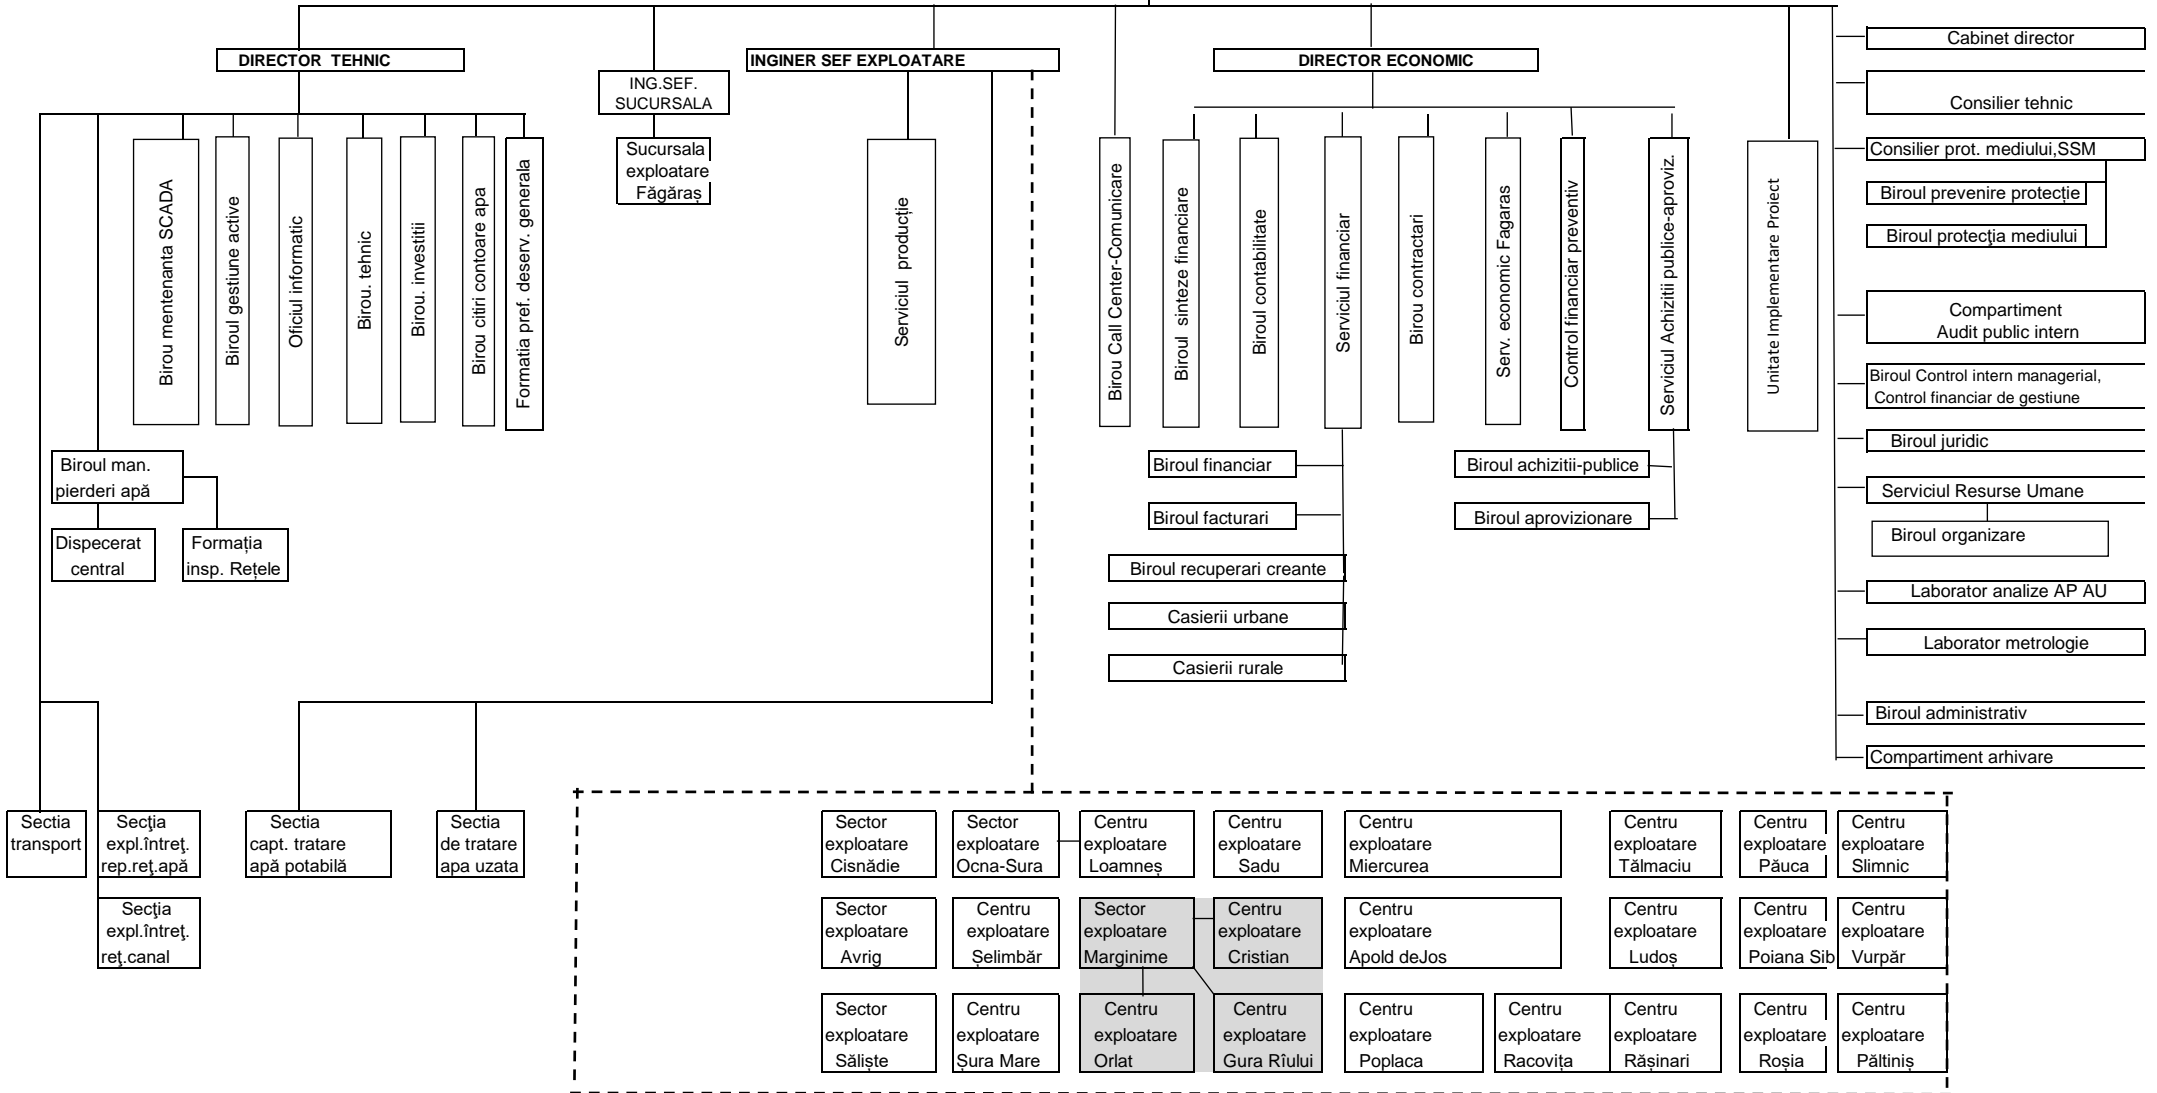 DIRECTOR TEHNIC
ING.SEF.
SUCURSALA
INGINER SEF EXPLOATARE
DIRECTOR ECONOMIC
Birou mentenanta SCADA
Biroul gestiune active
Oficiul informatic
Birou. tehnic
Birou. investitii
Birou citiri contoare apa
Formatia pref. deserv. generala
Sucursala
exploatare
Făgăraș
Serviciul producție
Birou Call Center-Comunicare
Biroul sinteze financiare
Biroul contabilitate
Serviciul financiar
Birou contractari
Serv. economic Fagaras
Control financiar preventiv
Serviciul Achizitii publice-aproviz.
Unitate Implementare Proiect
Cabinet director
Consilier tehnic
Consilier prot. mediului,SSM
Biroul prevenire protecție
Biroul protecţia mediului
Compartiment
Audit public intern
Biroul Control intern managerial,
Control financiar de gestiune
Biroul juridic
Serviciul Resurse Umane
Biroul organizare
Laborator analize AP AU
Laborator metrologie
Biroul administrativ
Compartiment arhivare
Biroul man.
pierderi apă
Dispecerat
central
Formația
insp. Rețele
Biroul financiar
Biroul facturari
Biroul recuperari creante
Casierii urbane
Casierii rurale
Biroul achizitii-publice
Biroul aprovizionare
Sectia
transport
Secţia
expl.întreţ.
rep.reţ.apă
Secţia
expl.întreţ.
reţ.canal
Sectia
capt. tratare
apă potabilă
Sectia
de tratare
apa uzata
Sector
exploatare
Cisnădie
Sector
exploatare
Ocna-Sura
Centru
exploatare
Loamneș
Centru
exploatare
Sadu
Centru
exploatare
Miercurea
Centru
exploatare
Tălmaciu
Centru
exploatare
Păuca
Centru
exploatare
Slimnic
Sector
exploatare
Avrig
Centru
exploatare
Șelimbăr
Sector
exploatare
Marginime
Centru
exploatare
Cristian
Centru
exploatare
Apold deJos
Centru
exploatare
Ludoș
Centru
exploatare
Poiana Sib
Centru
exploatare
Vurpăr
Sector
exploatare
Săliște
Centru
exploatare
Șura Mare
Centru
exploatare
Orlat
Centru
exploatare
Gura Rîului
Centru
exploatare
Poplaca
Centru
exploatare
Racovița
Centru
exploatare
Rășinari
Centru
exploatare
Roșia
Centru
exploatare
Păltiniș